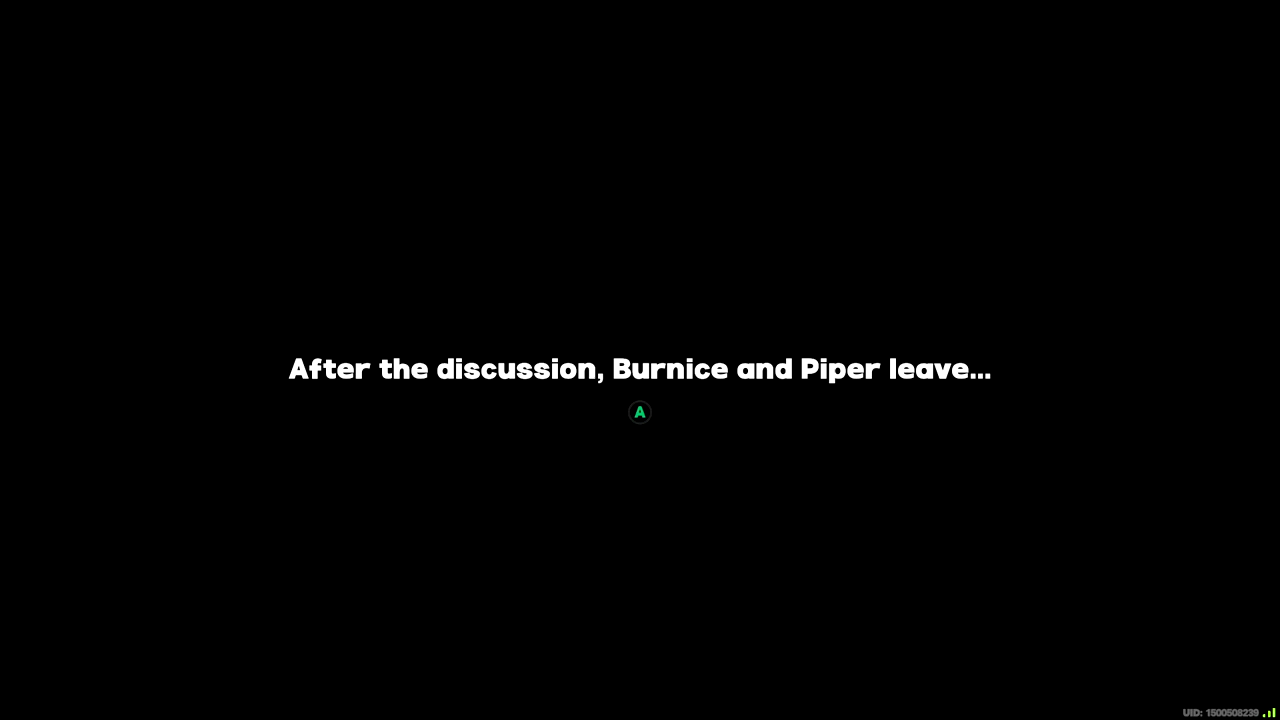 After the discussion, Burnice and Piper leave...
A
UID: 1500508239